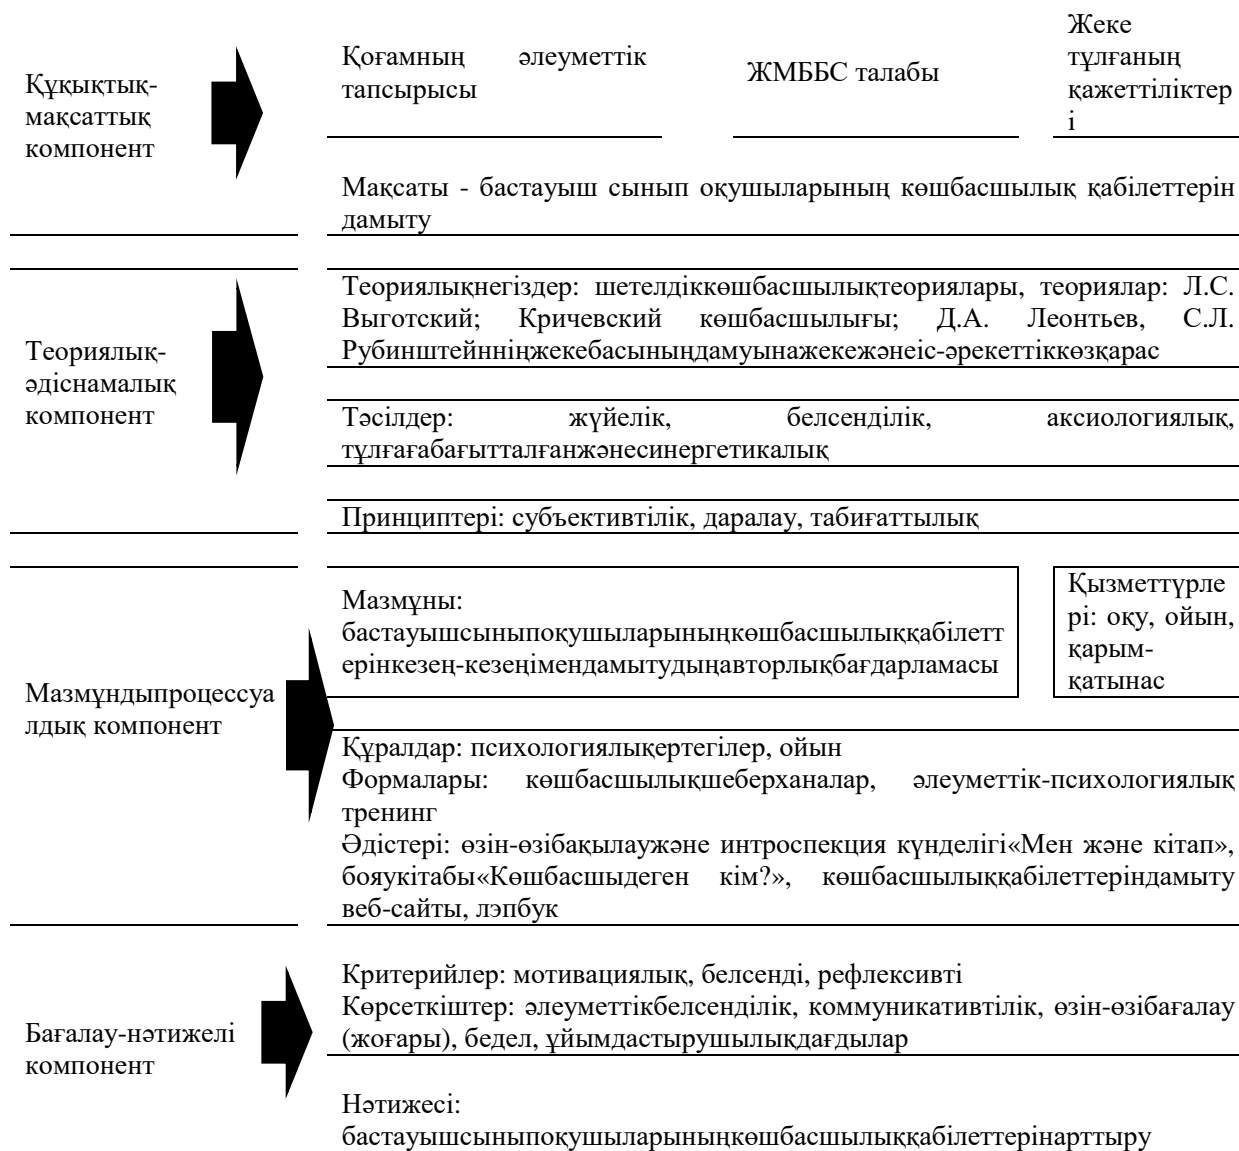 Құқықтық-
мақсаттық
компонент
Қоғамның әлеуметтік
тапсырысы
ЖМББС талабы
Жеке
тұлғаның
қажеттіліктер
і
Мақсаты - бастауыш сынып оқушыларының көшбасшылық қабілеттерін
дамыту
Теориялық-
әдіснамалық
компонент
Теориялықнегіздер: шетелдіккөшбасшылықтеориялары, теориялар: Л.С.
Выготский; Кричевский көшбасшылығы; Д.А. Леонтьев, С.Л.
Рубинштейнніңжекебасыныңдамуынажекежәнеіс-әрекеттіккөзқарас
Тәсілдер: жүйелік, белсенділік, аксиологиялық,
тұлғағабағытталғанжәнесинергетикалық
Принциптері: субъективтілік, даралау, табиғаттылық
Мазмұндыпроцессуа
лдық компонент
Мазмұны:
бастауышсыныпоқушыларыныңкөшбасшылыққабілетт
ерінкезең-кезеңімендамытудыңавторлықбағдарламасы
Қызметтүрле
рі: оқу, ойын,
қарым-
қатынас
Құралдар: психологиялықертегілер, ойын
Формалары: көшбасшылықшеберханалар, әлеуметтік-психологиялық
тренинг
Әдістері: өзін-өзібақылаужәне интроспекция күнделігі«Мен және кітап»,
бояукітабы«Көшбасшыдеген кім?», көшбасшылыққабілеттеріндамыту
веб-сайты, лэпбук
Бағалау-нәтижелі
компонент
Критерийлер: мотивациялық, белсенді, рефлексивті
Көрсеткіштер: әлеуметтікбелсенділік, коммуникативтілік, өзін-өзібағалау
(жоғары), бедел, ұйымдастырушылықдағдылар
Нәтижесі:
бастауышсыныпоқушыларыныңкөшбасшылыққабілеттерінарттыру